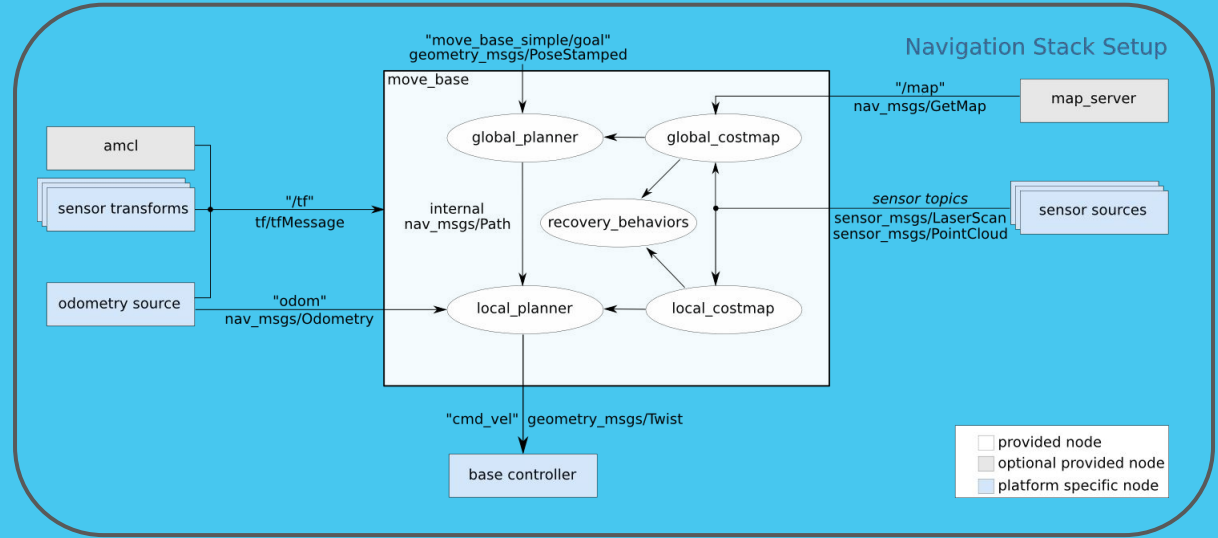 Navigation Stack Setup
"move_base_simple/goal"
geometry_msgs/PoseStamped
move_base
"/map"
nav_msgs/GetMap
map_server
amcl
global_planner
global_costmap
sensor transforms
"/tf"
tf/tfMessage
internal
nav_msgs/Path
recovery_behaviors
sensor topics
sensor_msgs/LaserScan
sensor_msgs/PointCloud
sensor sources
odometry source
"odom"
nav_msgs/Odometry
local_planner
local_costmap
"cmd_vel" geometry_msgs/Twist
base controller
provided node
optional provided node
platform specific node